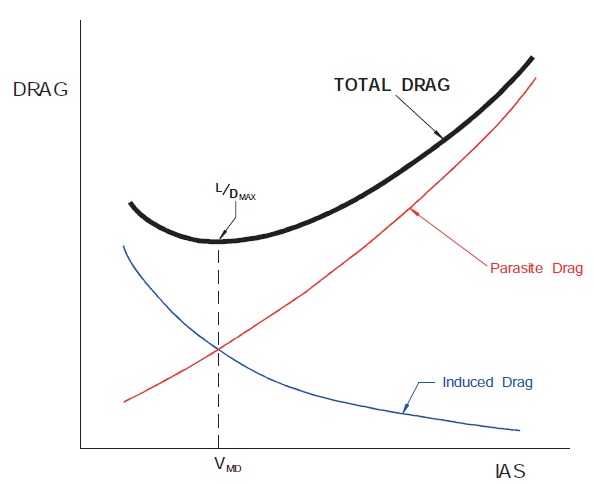 TOTAL DRAG
DRAG
L/DMAX
Parasite Drag
Induced Drag
VMD
IAS